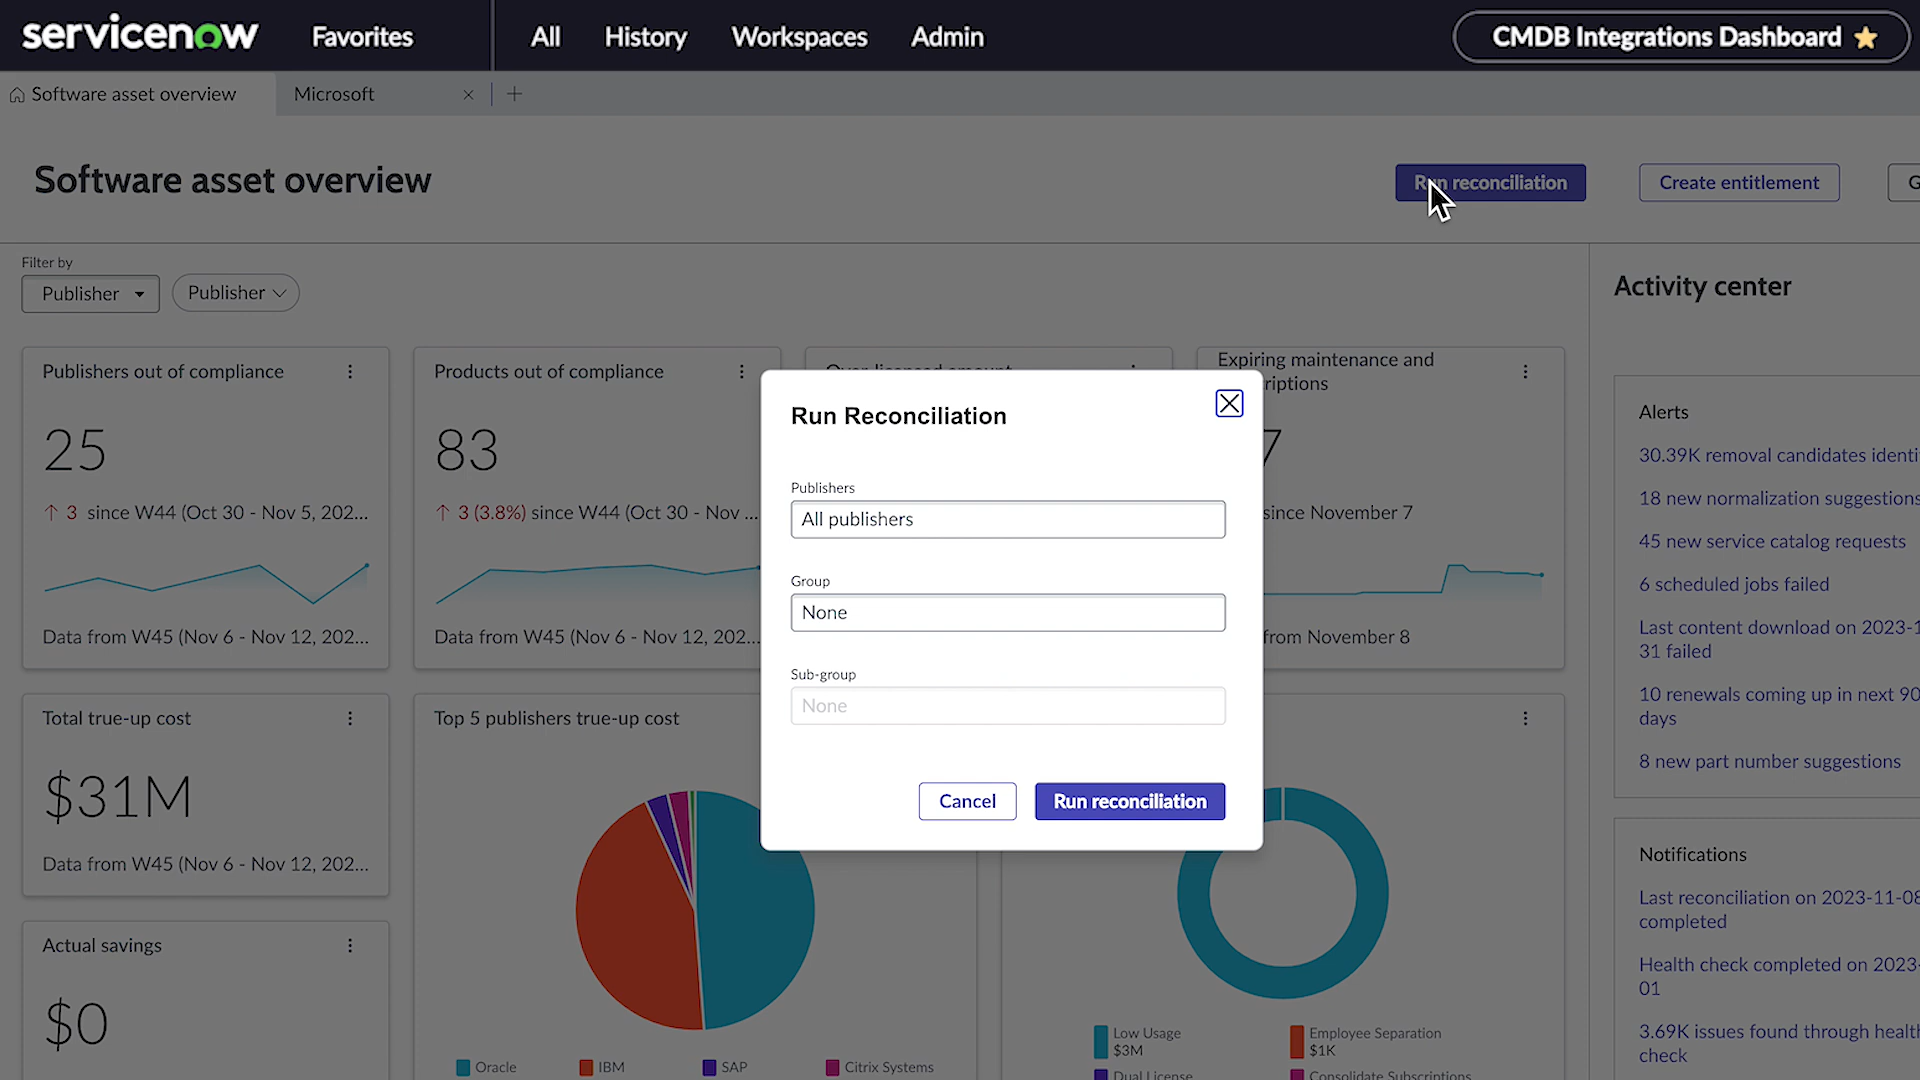 servicenow
Favorites
All
History
Workspaces
Admin
CMDB Integrations Dashboard
Software asset overview
Microsoft
Software asset overview
Run reconciliation
Create entitlement
Filter by
Publisher
Publisher
Publishers out of compliance
25
3 since W44 (Oct 30 - Nov 5, 202...
Data from W45 (Nov 6 - Nov 12, 202...
Products out of compliance
83
3 (3.8%) since W44 (Oct 30 - Nov ...
Data from W45 (Nov 6 - Nov 12, 202...
Expiring maintenance and
7
since November 7
from November 8
Run Reconciliation
Publishers
All publishers
Group
None
Sub-group
None
Cancel
Run reconciliation
Total true-up cost
$31M
Data from W45 (Nov 6 - Nov 12, 202...
Actual savings
$0
Top 5 publishers true-up cost
Oracle
IBM
SAP
Citrix Systems
Low Usage
$3M
Employee Separation
$1K
Dual License
Consolidate Subscriptions
Activity center
Alerts
30.39K removal candidates
18 new normalization suggestions
45 new service catalog requests
6 scheduled jobs failed
Last content download on 2023-1
31 failed
10 renewals coming up in next 90
days
8 new part number suggestions
Notifications
Last reconciliation on 2023-11-08
completed
Health check completed on 2023-
01
3.69K issues found through health
check